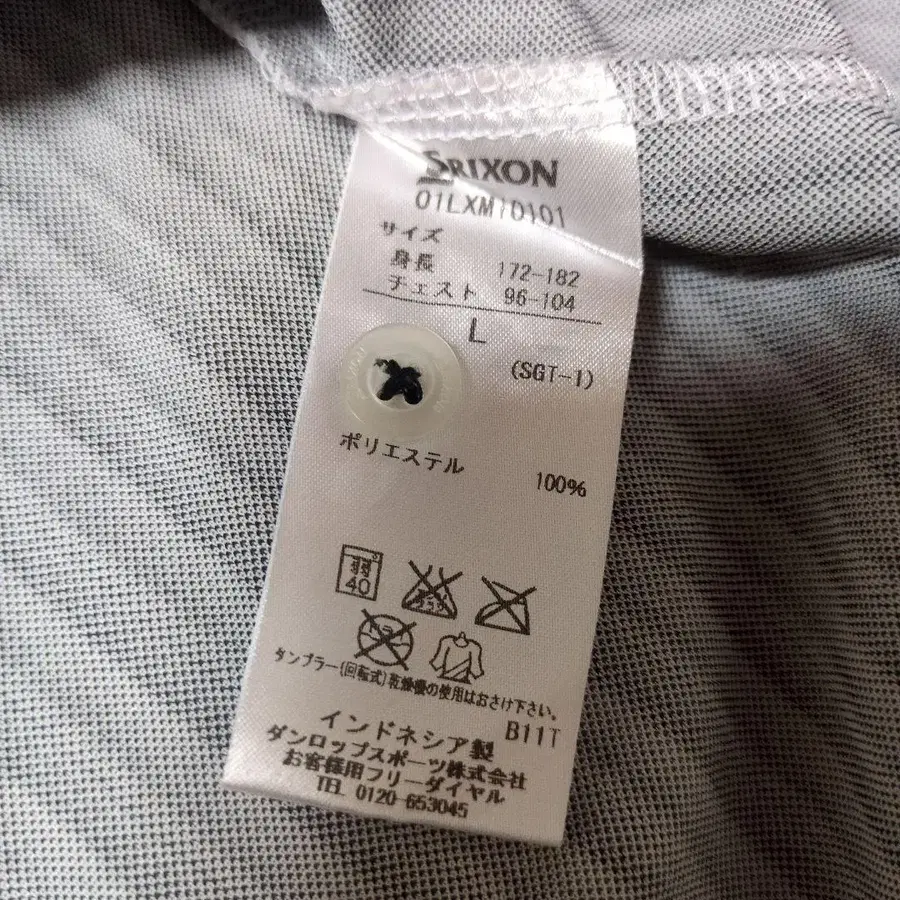 SRIXON
01LXM1D101
サイズ
身長 172-182
チェスト 96-104
L
(SGT-1)
ポリエステル 100%
弱
40
タンブラー(回転式)乾燥機の使用はおさけ下さい。
B11T
インドネシア製
ダンロップスポーツ株式会社
お客様用フリーダイヤル
TEL 0120-653045